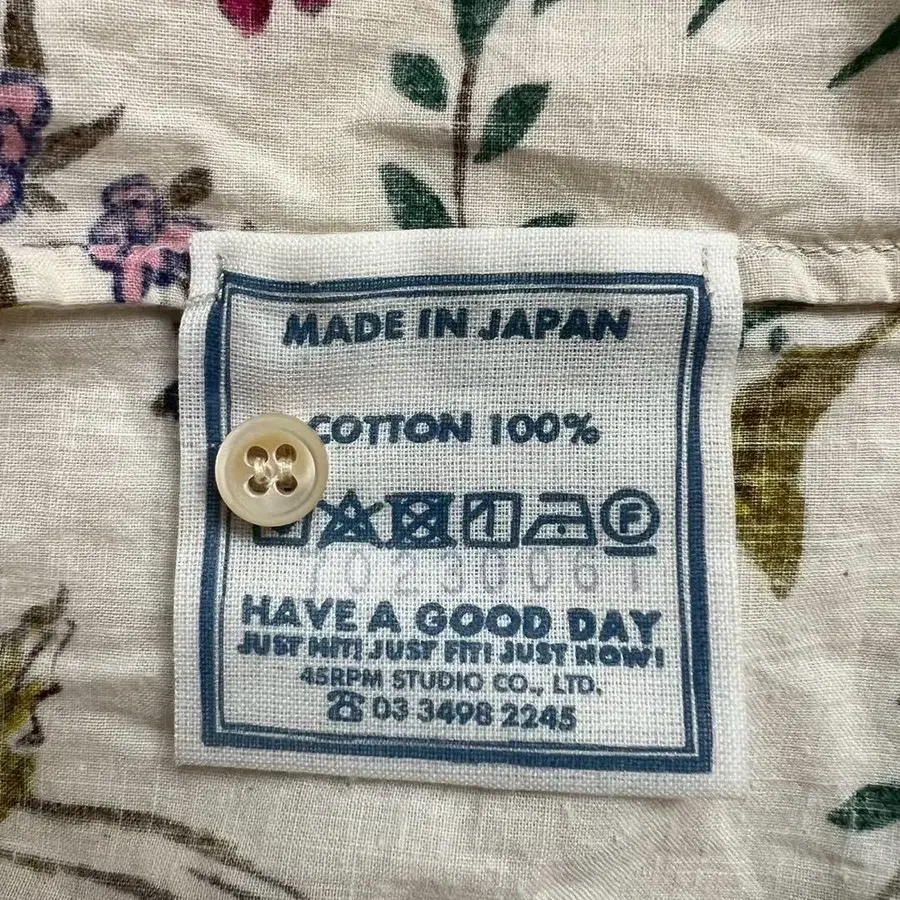 MADE IN JAPAN
COTTON 100%
F
HAVE A GOOD DAY
JUST HIT! JUST FIT! JUST NOW!
45RPM STUDIO CO., LTD.
☎ 03 3498 2245